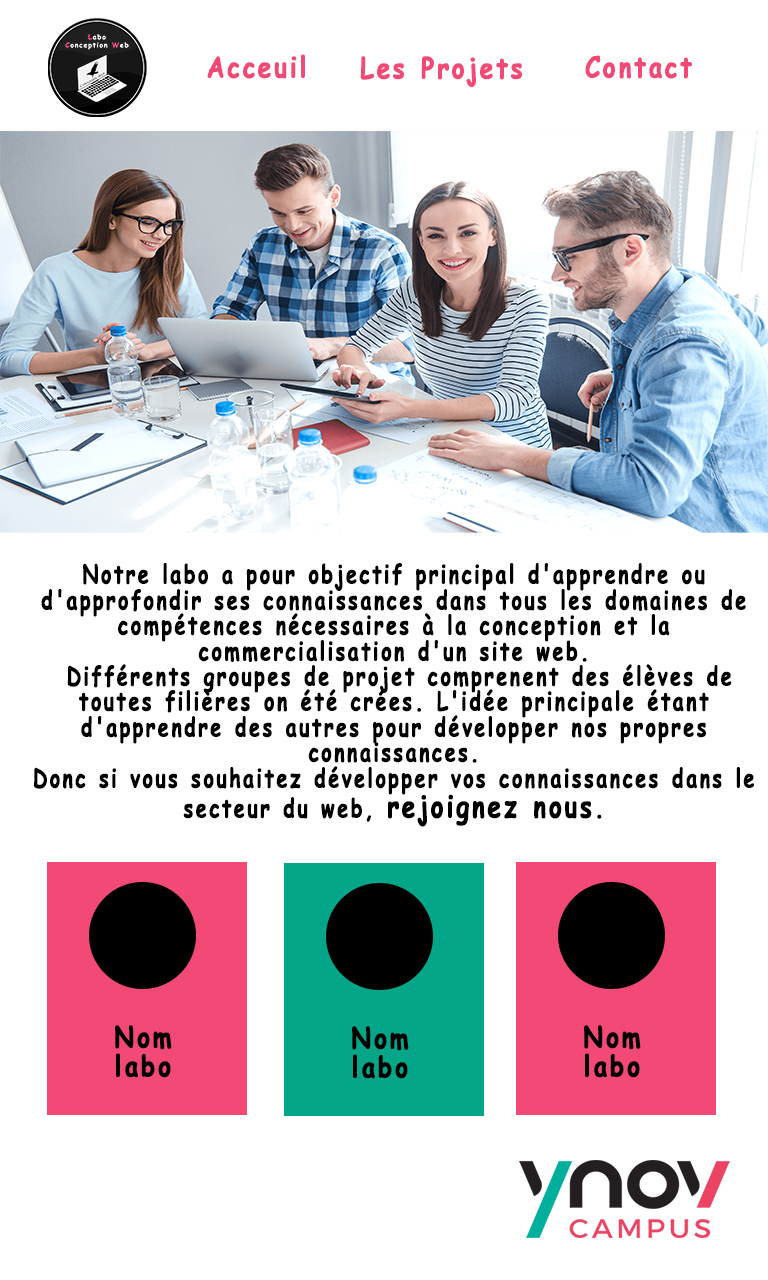 Labo
Conception Web
Acceuil
Les Projets
Contact
Notre labo a pour objectif principal d'apprendre ou
d'approfondir ses connaissances dans tous les domaines de
compétences nécessaires à la conception et la
commercialisation d'un site web.
Différents groupes de projet comprenent des élèves de
toutes filières on été crées. L'idée principale étant
d'apprendre des autres pour développer nos propres
connaissances.
Donc si vous souhaitez développer vos connaissances dans le
secteur du web, rejoignez nous.
Nom
labo
Nom
labo
Nom
labo
ynov
CAMPUS